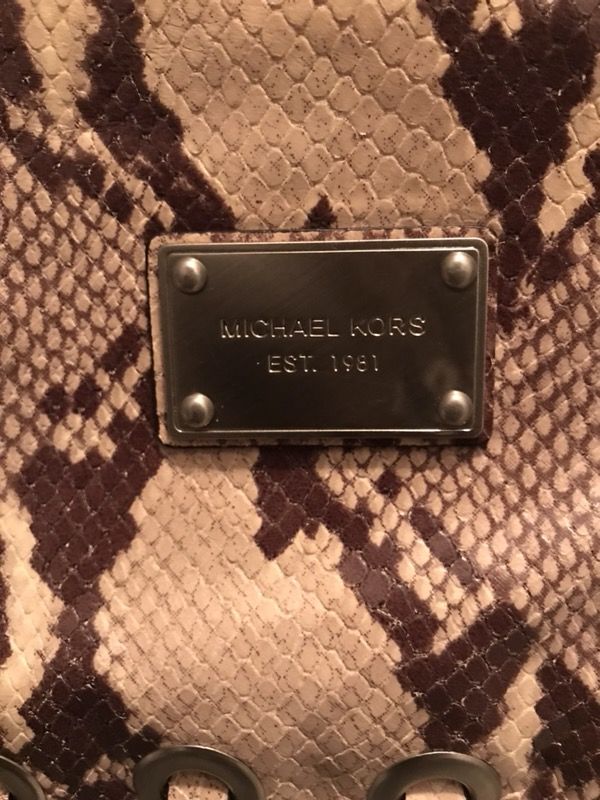 MICHAEL KORS
EST. 1981